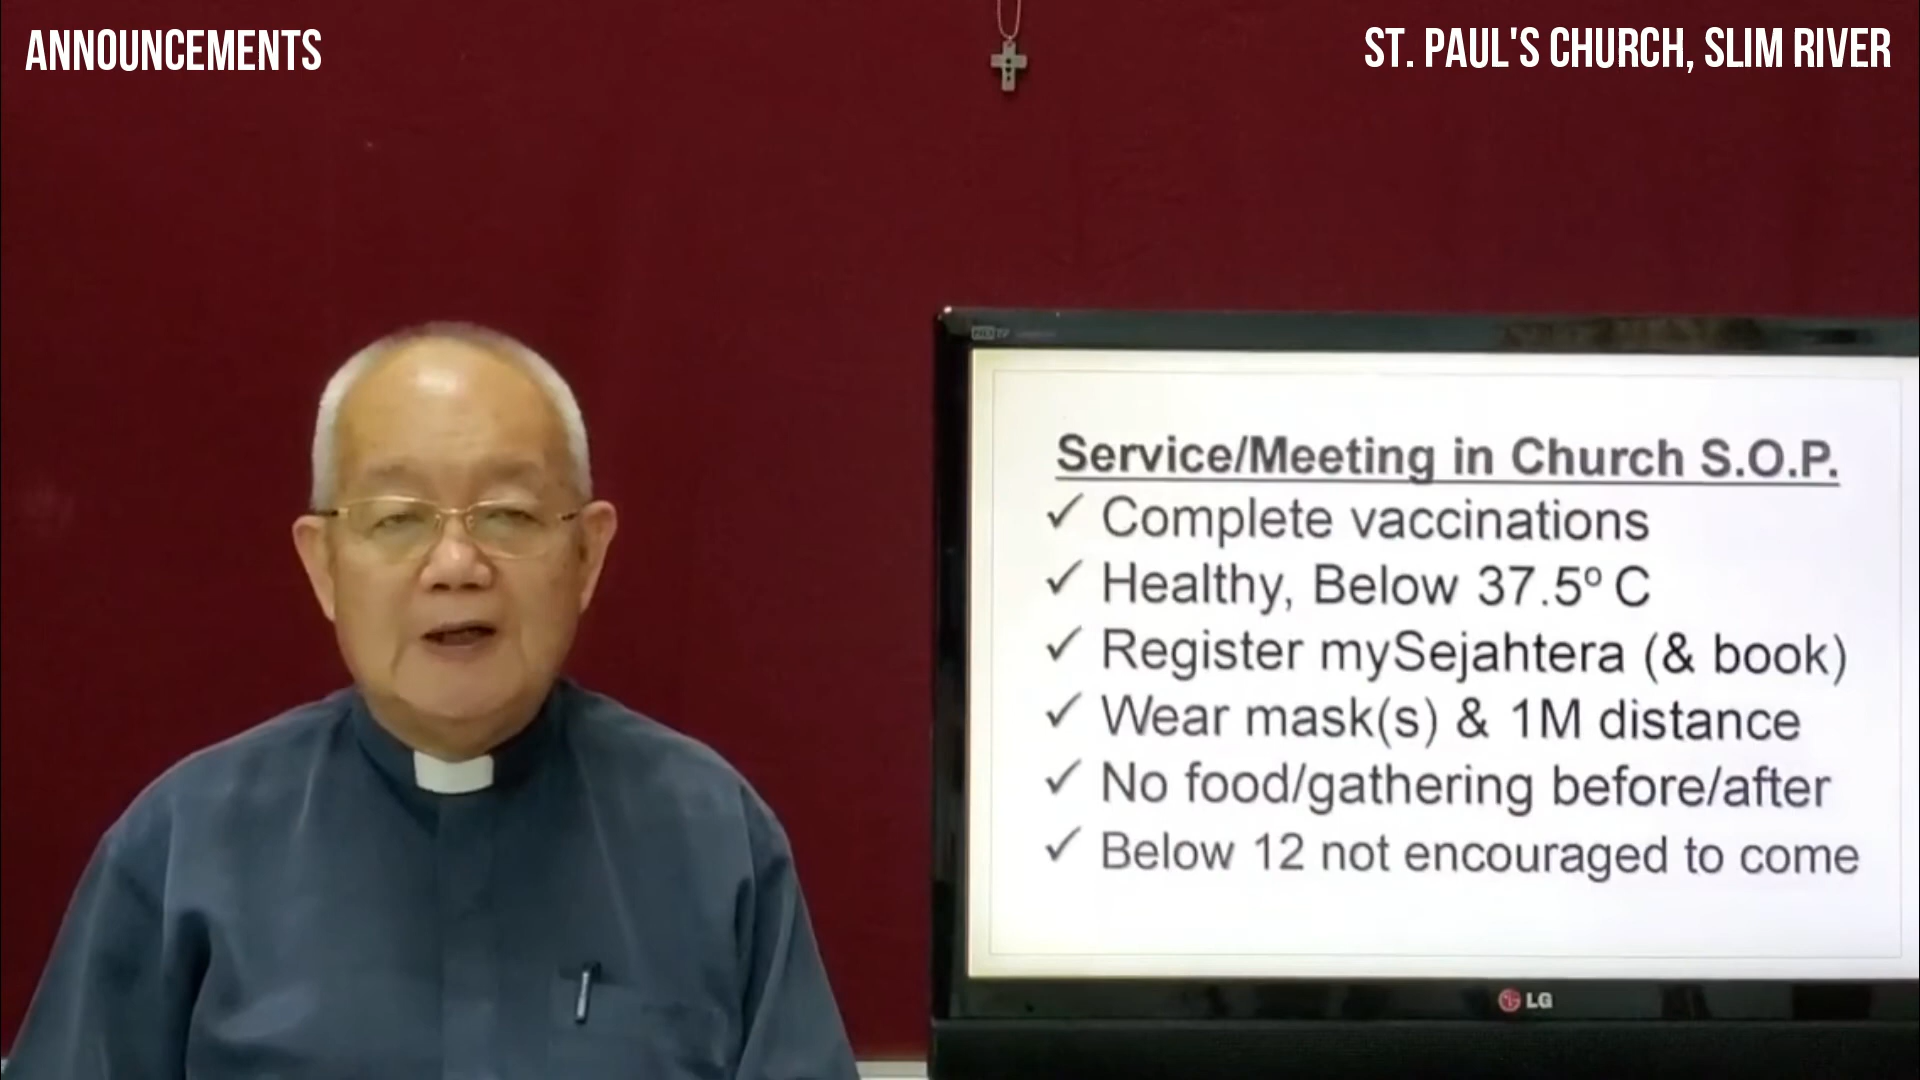 ANNOUNCEMENTS
ST. PAUL'S CHURCH, SLIM RIVER
Service/Meeting in Church S.O.P.
✓ Complete vaccinations
✓ Healthy, Below 37.5º C
✓ Register mySejahtera (& book)
✓ Wear mask(s) & 1M distance
✓ No food/gathering before/after
✓ Below 12 not encouraged to come
LG